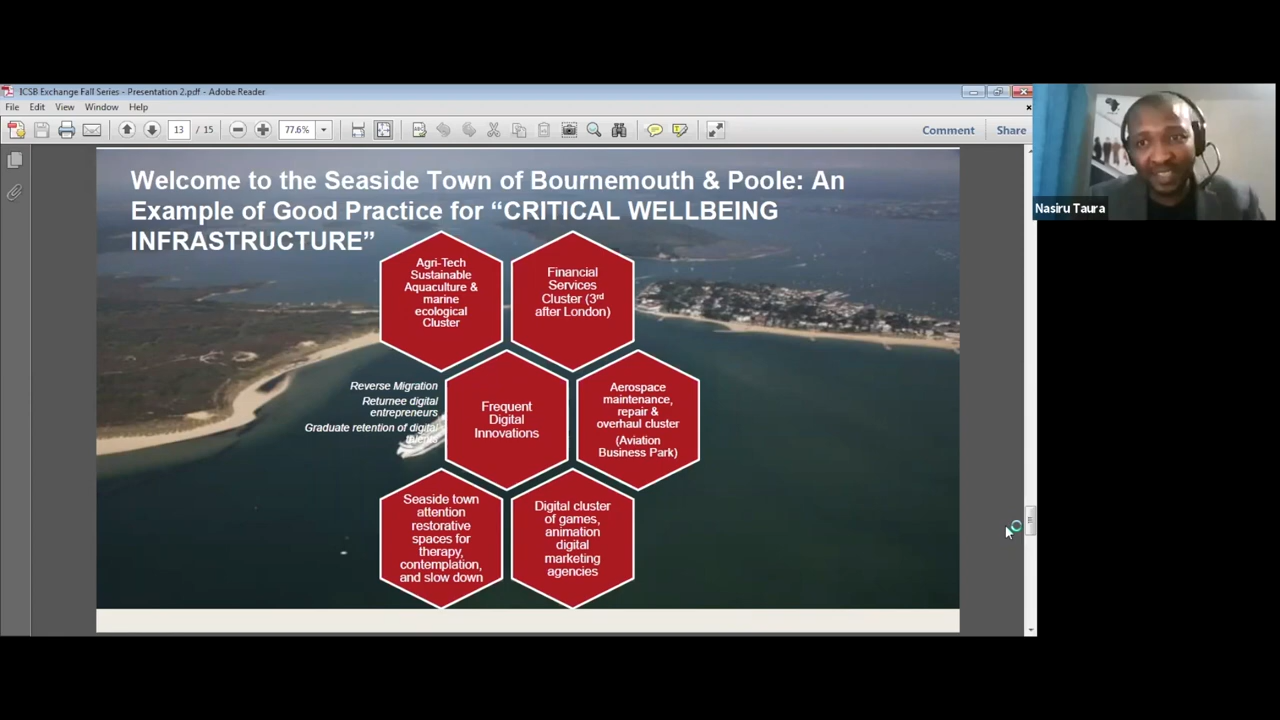 ICSB Exchange Fall Series - Presentation 2.pdf - Adobe Reader
File Edit View Window Help
13 / 15
77.6%
Comment
Share
Welcome to the Seaside Town of Bournemouth & Poole: An
Example of Good Practice for “CRITICAL WELLBEING
INFRASTRUCTURE”
Agri-Tech
Sustainable
Aquaculture &
marine
ecological
Cluster
Financial
Services
Cluster (3rd
after London)
Reverse Migration
Returnee digital
entrepreneurs
Graduate retention of digital
talents
Frequent
Digital
Innovations
Aerospace
maintenance,
repair &
overhaul cluster
(Aviation
Business Park)
Seaside town
attention
restorative
spaces for
therapy,
contemplation,
and slow down
Digital cluster
of games,
animation
digital
marketing
agencies
Nasiru Taura